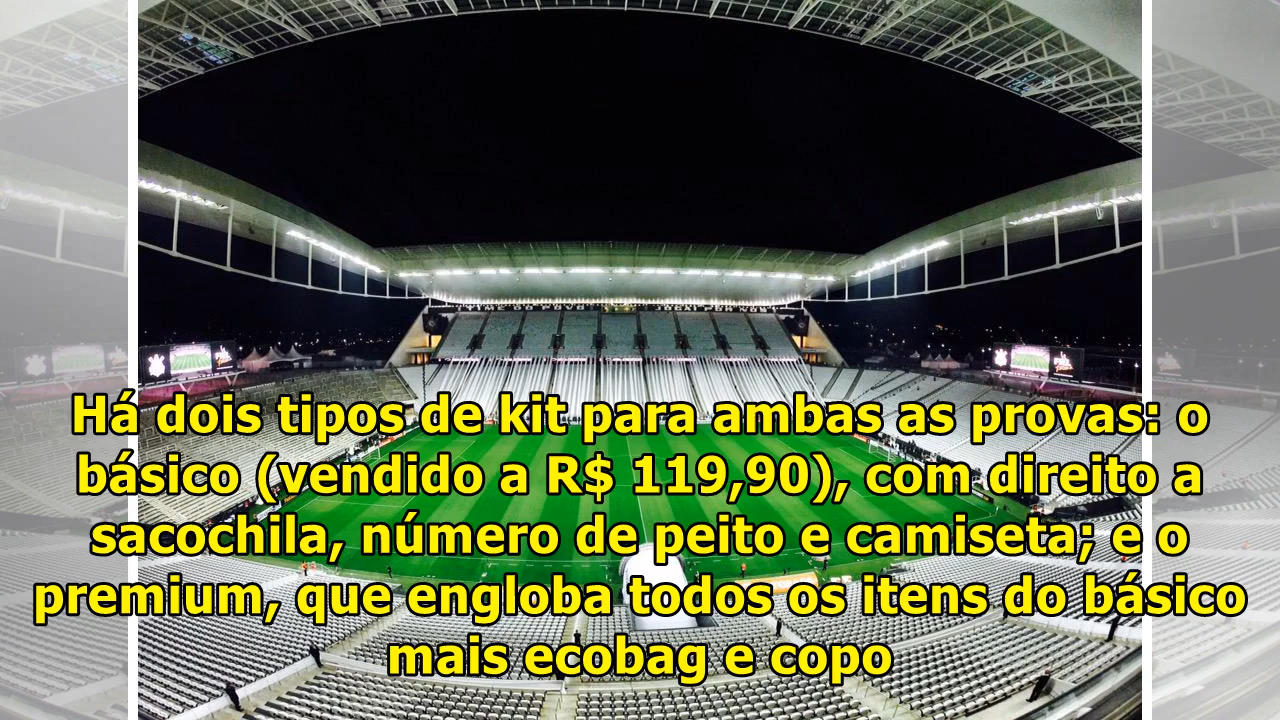 Há dois tipos de kit para ambas as provas: o
básico (vendido a R$ 119,90), com direito a
sacochila, número de peito e camiseta; e o
premium, que engloba todos os itens do básico
mais ecobag e copo